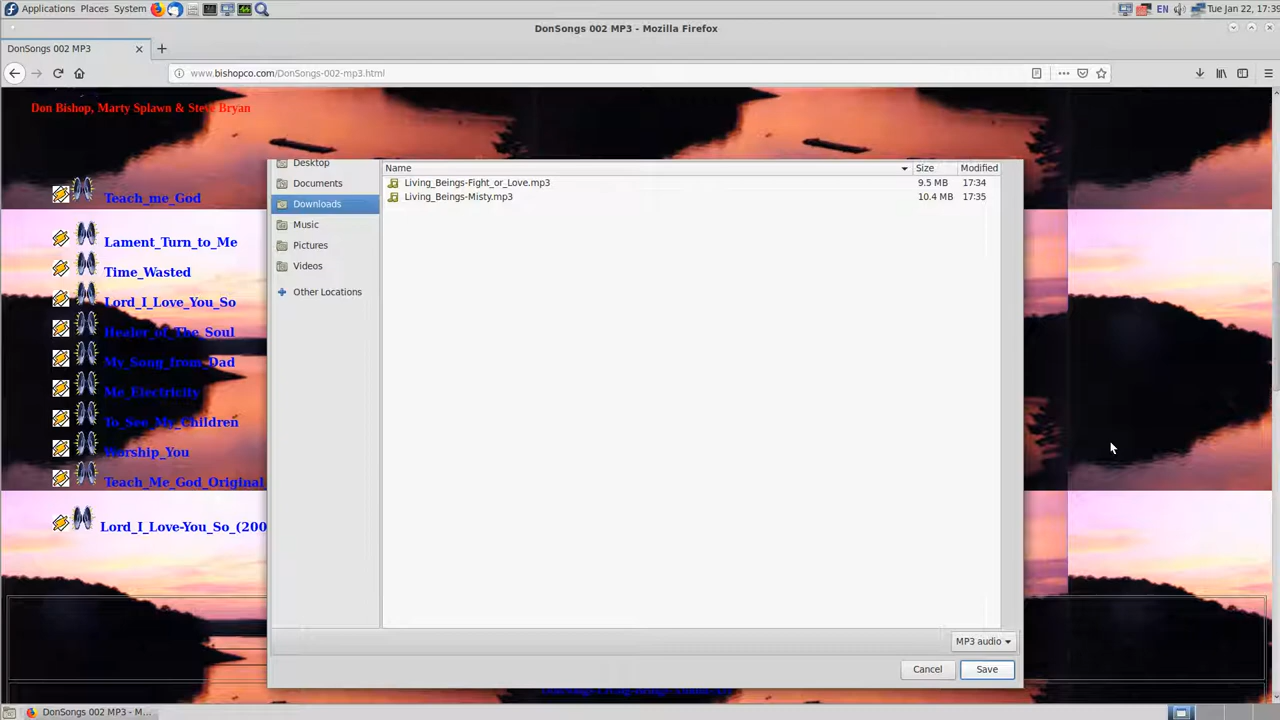 Applications Places System
EN Tue Jan 22, 17:39
DonSongs 002 MP3 - Mozilla Firefox
DonSongs 002 MP3
www.bishopco.com/DonSongs-002-mp3.html
Don Bishop, Marty Splawn & Steve Bryan
Desktop
Documents
Downloads
Music
Pictures
Videos
Other Locations
Name Size Modified
Living_Beings-Fight_or_Love.mp3 9.5 MB 17:34
Living_Beings-Misty.mp3 10.4 MB 17:35
Teach_me_God
Lament_Turn_to_Me
Time_Wasted
Lord_I_Love_You_So
Healer_of_The_Soul
My_Song_from_Dad
Me_Electricity
To_See_My_Children
Worship_You
Teach_Me_God_Original
Lord_I_Love-You_So_(200
MP3 audio
Cancel Save
DonSongs 002 MP3 - M...